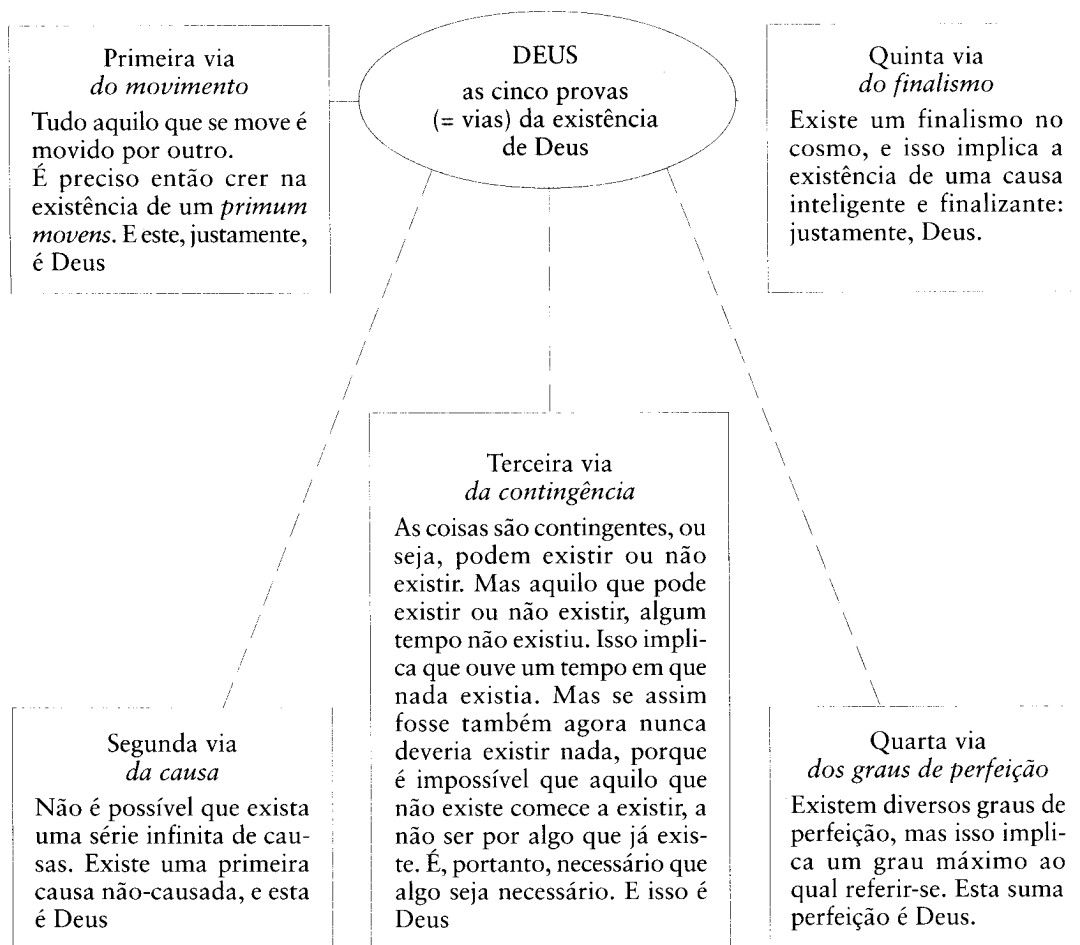 DEUS
as cinco provas
(= vias) da existência
de Deus
Primeira via
do movimento
Tudo aquilo que se move é
movido por outro.
É preciso então crer na
existência de um primum
movens. E este, justamente,
é Deus
Quinta via
do finalismo
Existe um finalismo no
cosmo, e isso implica a
existência de uma causa
inteligente e finalizante:
justamente, Deus.
Segunda via
da causa
Não é possível que exista
uma série infinita de cau-
sas. Existe uma primeira
causa não-causada, e esta
é Deus
Terceira via
da contingência
As coisas são contingentes, ou
seja, podem existir ou não
existir. Mas aquilo que pode
existir ou não existir, algum
tempo não existiu. Isso impli-
ca que ouve um tempo em que
nada existia. Mas se assim
fosse também agora nunca
deveria existir nada, porque
é impossível que aquilo que
não existe comece a existir, a
não ser por algo que já exis-
te. É, portanto, necessário que
algo seja necessário. E isso é
Deus
Quarta via
dos graus de perfeição
Existem diversos graus de
perfeição, mas isso impli-
ca um grau máximo ao
qual referir-se. Esta suma
perfeição é Deus.